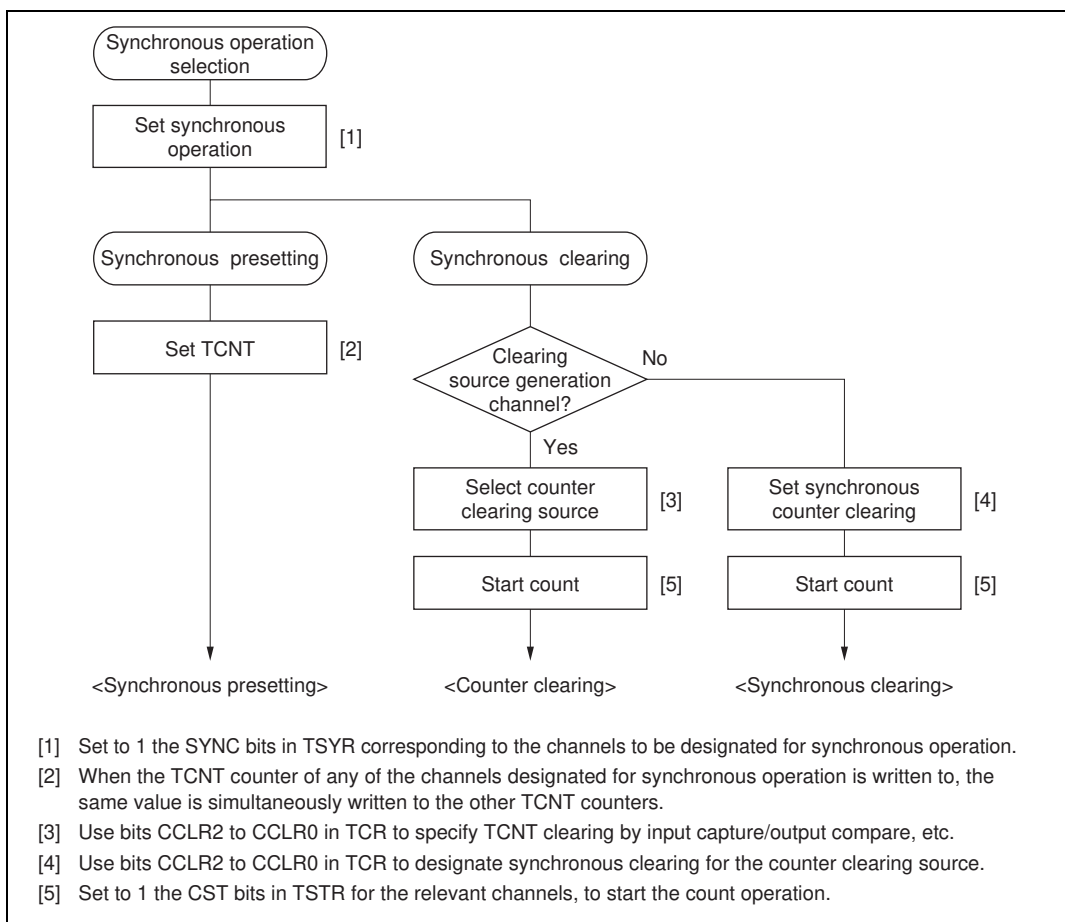 Synchronous operation
selection
Set synchronous
operation
[1]
Synchronous presetting
Synchronous clearing
Set TCNT
[2]
Clearing
source generation
channel?
No
Yes
Select counter
clearing source
[3]
Set synchronous
counter clearing
[4]
Start count
[5]
Start count
[5]
<Synchronous presetting>
<Counter clearing>
<Synchronous clearing>
[1] Set to 1 the SYNC bits in TSYR corresponding to the channels to be designated for synchronous operation.
[2] When the TCNT counter of any of the channels designated for synchronous operation is written to, the
same value is simultaneously written to the other TCNT counters.
[3] Use bits CCLR2 to CCLR0 in TCR to specify TCNT clearing by input capture/output compare, etc.
[4] Use bits CCLR2 to CCLR0 in TCR to designate synchronous clearing for the counter clearing source.
[5] Set to 1 the CST bits in TSTR for the relevant channels, to start the count operation.